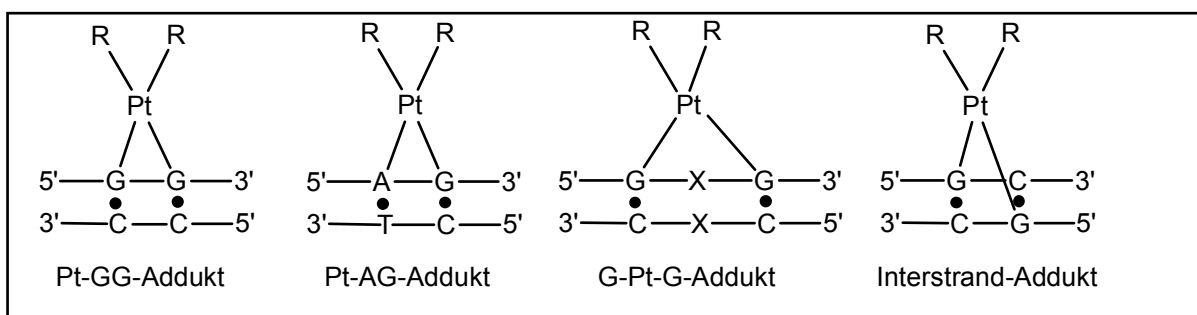 R R R R R R R R
Pt Pt Pt Pt
5' G G 3' 5' A G 3' 5' G X G 3' 5' G C 3'
3' C C 5' 3' T C 5' 3' C X C 5' 3' C G 5'
Pt-GG-Addukt Pt-AG-Addukt G-Pt-G-Addukt Interstrand-Addukt